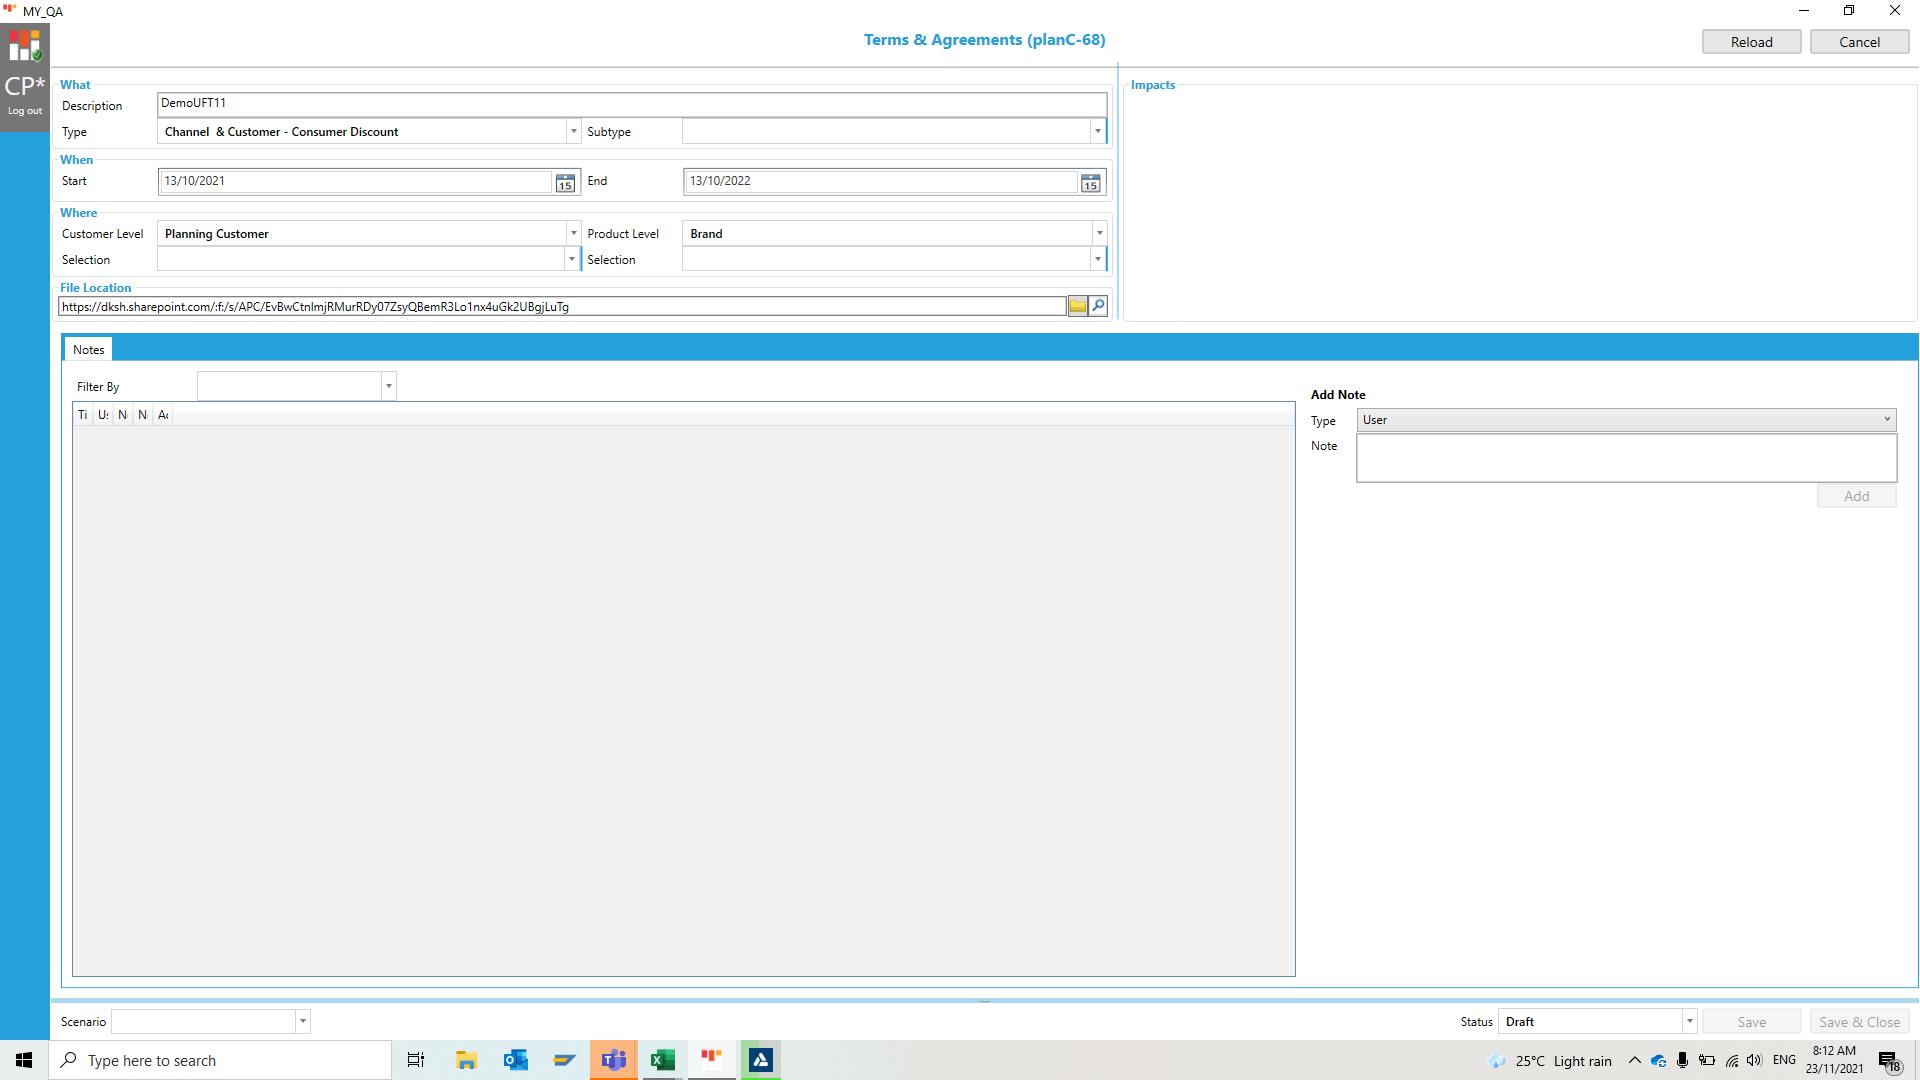 MY_QA
Terms & Agreements (planC-68)
Reload
Cancel
CP*
Log out
What
Description
DemoUFT11
Type
Channel & Customer - Consumer Discount
Subtype
When
Start
13/10/2021
15
End
13/10/2022
15
Where
Customer Level
Planning Customer
Product Level
Brand
Selection
Selection
File Location
https://dksh.sharepoint.com/:f:/s/APC/EvBwCtnlmjRMurRDy07ZsyQBemR3Lo1nx4uGk2UBgjLuTg
Impacts
Notes
Filter By
Ti
Us
N
N
Ac
Add Note
Type
User
Note
Add
Scenario
Status
Draft
Save
Save & Close
Type here to search
25°C Light rain
ENG
8:12 AM
23/11/2021
18